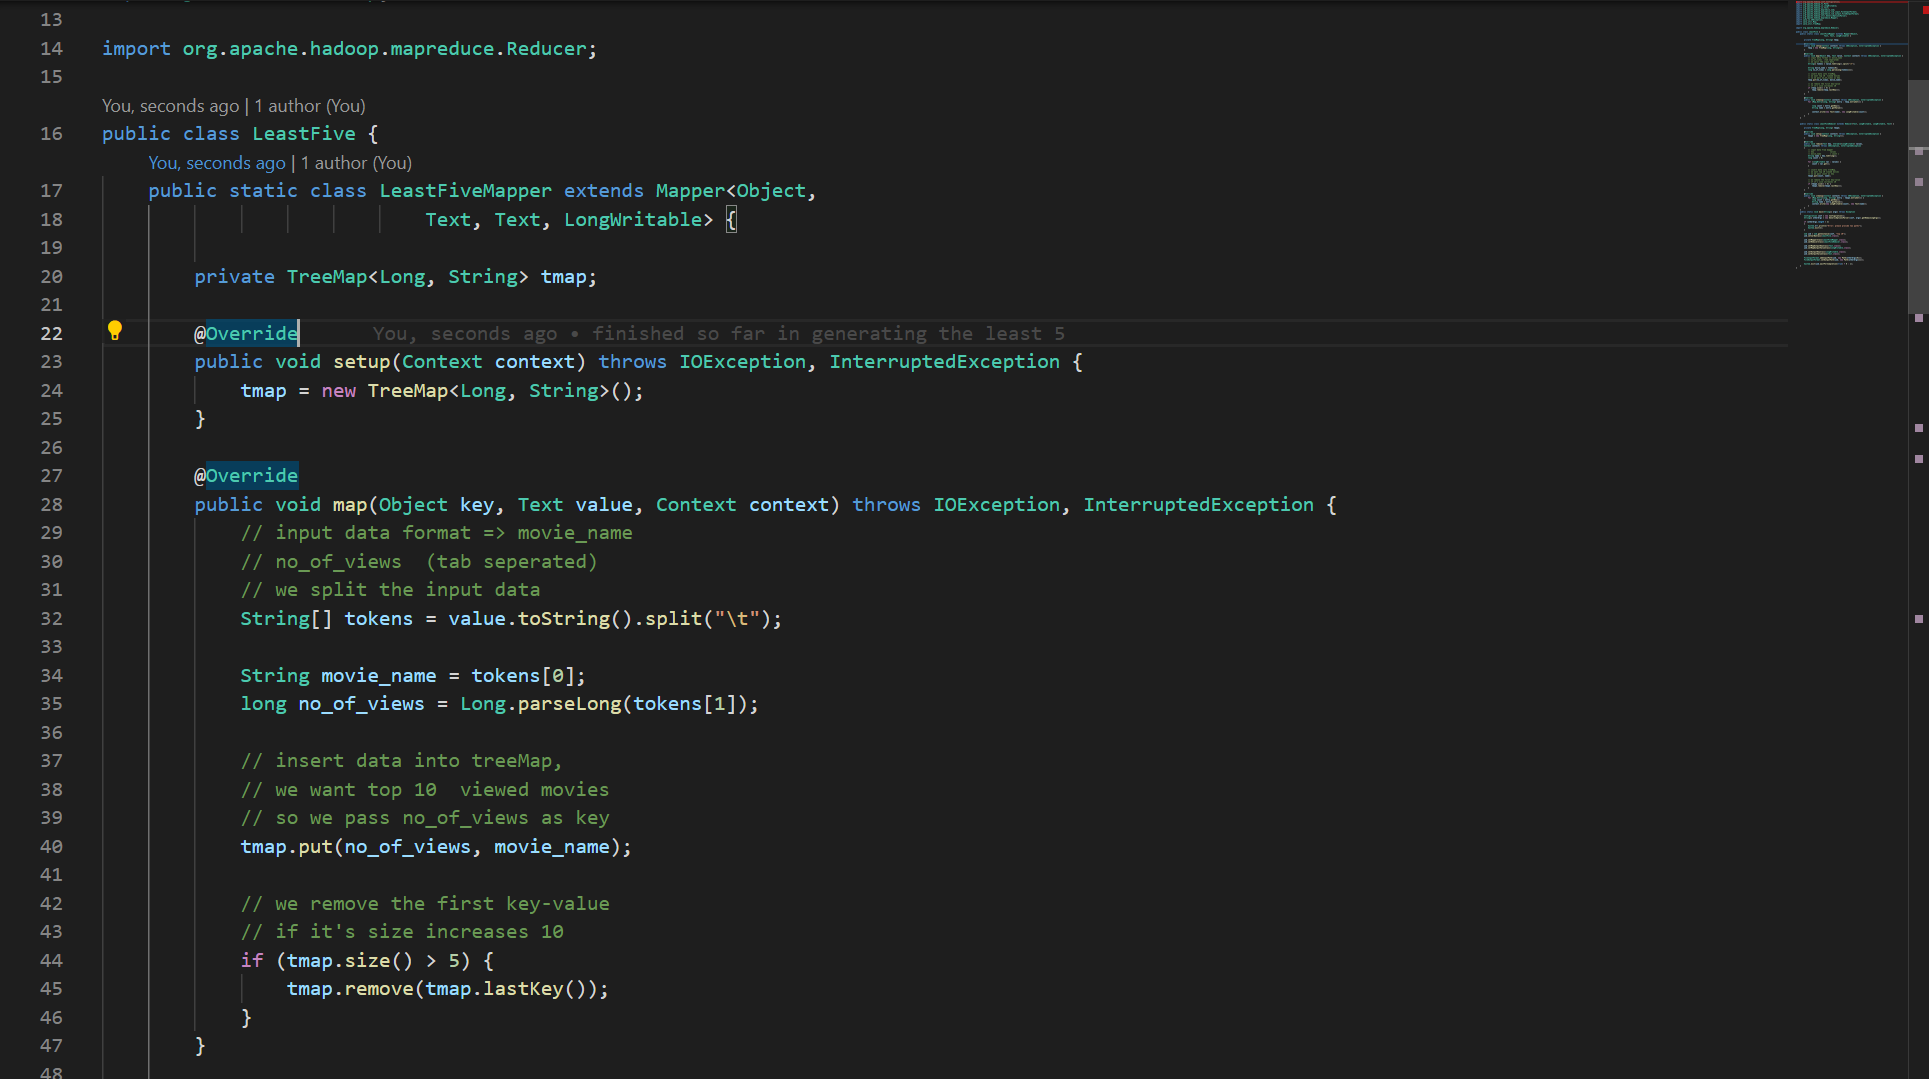 13
14 import org.apache.hadoop.mapreduce.Reducer;
15
You, seconds ago | 1 author (You)
16 public class LeastFive {
You, seconds ago | 1 author (You)
17 public static class LeastFiveMapper extends Mapper<Object,
18 Text, Text, LongWritable> {
19
20 private TreeMap<Long, String> tmap;
21
22 @Override You, seconds ago • finished so far in generating the least 5
23 public void setup(Context context) throws IOException, InterruptedException {
24 tmap = new TreeMap<Long, String>();
25 }
26
27 @Override
28 public void map(Object key, Text value, Context context) throws IOException, InterruptedException {
29 // input data format => movie_name
30 // no_of_views  (tab seperated)
31 // we split the input data
32 String[] tokens = value.toString().split("\t");
33
34 String movie_name = tokens[0];
35 long no_of_views = Long.parseLong(tokens[1]);
36
37 // insert data into treeMap,
38 // we want top 10  viewed movies
39 // so we pass no_of_views as key
40 tmap.put(no_of_views, movie_name);
41
42 // we remove the first key-value
43 // if it's size increases 10
44 if (tmap.size() > 5) {
45 tmap.remove(tmap.lastKey());
46 }
47 }
48